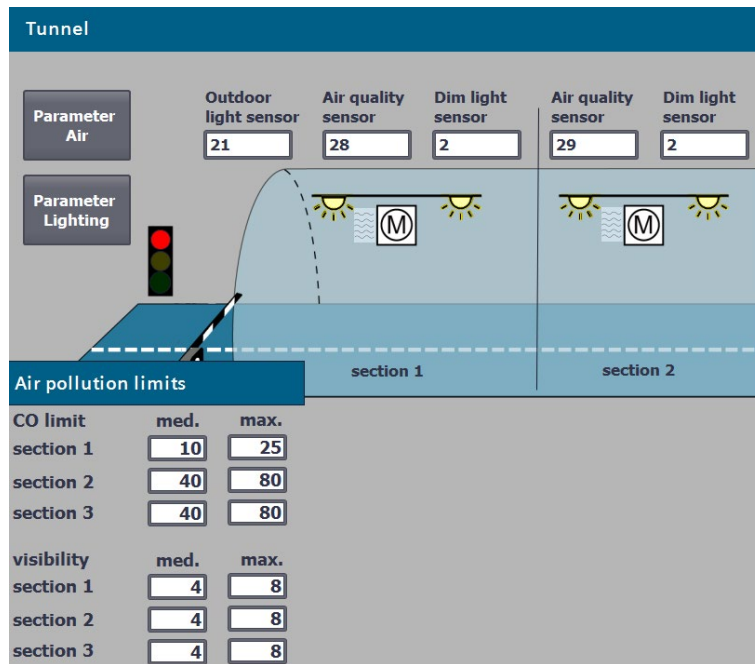 Tunnel
Parameter
Air
Parameter
Lighting
Outdoor
light sensor
21
Air quality
sensor
28
Dim light
sensor
2
Air quality
sensor
29
Dim light
sensor
2
M
M
section 1
section 2
Air pollution limits
CO limit med. max.
section 1 10 25
section 2 40 80
section 3 40 80
visibility med. max.
section 1 4 8
section 2 4 8
section 3 4 8